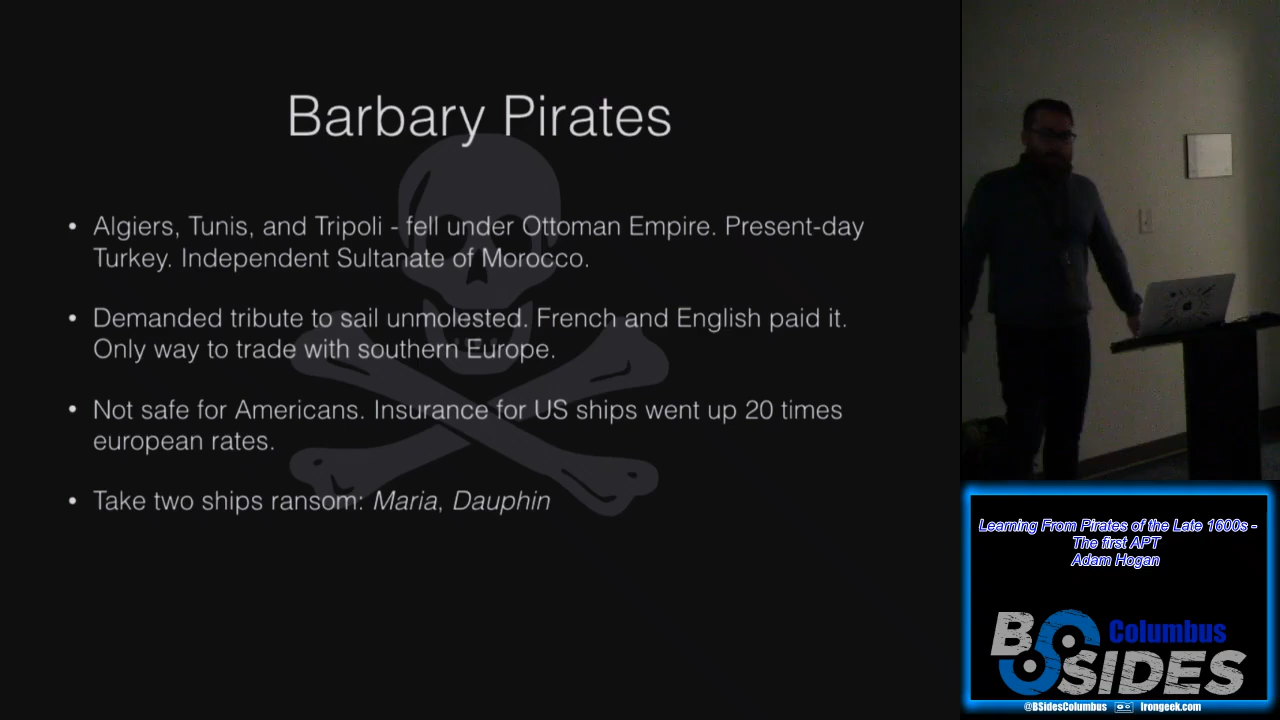 Barbary Pirates
• Algiers, Tunis, and Tripoli - fell under Ottoman Empire. Present-day
Turkey. Independent Sultanate of Morocco.
• Demanded tribute to sail unmolested. French and English paid it.
Only way to trade with southern Europe.
• Not safe for Americans. Insurance for US ships went up 20 times
european rates.
• Take two ships ransom: Maria, Dauphin
Learning From Pirates of the Late 1600s -
The first APT
Adam Hogan
BSIDES Columbus
@BSidesColumbus Irongeek.com